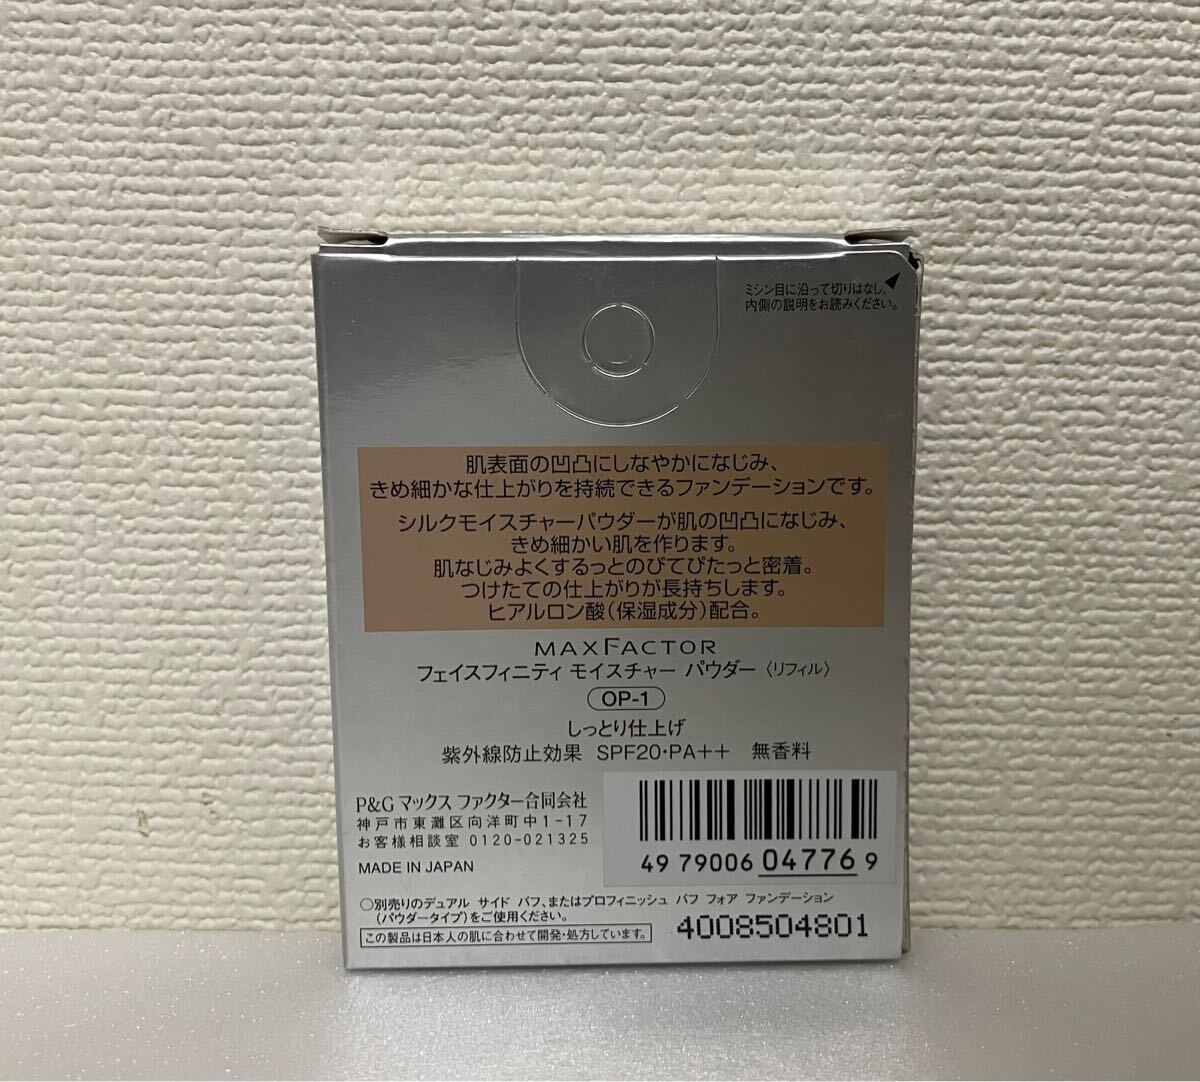 ミシン目に沿って切りはなし、
内側の説明をお読みください。
肌表面の凹凸にしなやかになじみ、
きめ細かな仕上がりを持続できるファンデーションです。
シルクモイスチャーパウダーが肌の凹凸になじみ、
きめ細かい肌を作ります。
肌なじみよくするっとのびてぴたっと密着。
つけたての仕上がりが長持ちします。
ヒアルロン酸（保湿成分）配合。
MAXFACTOR
フェイスフィニティ モイスチャー パウダー〈リフィル〉
OP-1
しっとり仕上げ
紫外線防止効果 SPF20・PA++ 無香料
P&G マックス ファクター合同会社
神戸市東灘区向洋町中1-17
お客様相談室 0120-021325
MADE IN JAPAN
49 79006 04776 9
○別売りのデュアル サイド パフ、またはプロフィニッシュ パフ フォア ファンデーション
（パウダータイプ）をご使用ください。
この製品は日本人の肌に合わせて開発・処方しています。
4008504801